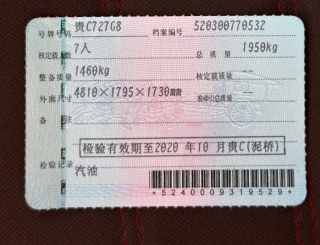 号牌号码 贵C727G8 档案编号 520300770532
核定载人数 7人 总质量 1950kg
整备质量 1460kg 核定载质量 --
外廓尺寸 4810×1795×1730 准牵引总质量 --
备注
检验有效期至2020年10月贵C(泥桥)
检验记录 汽油
*5240009319529*